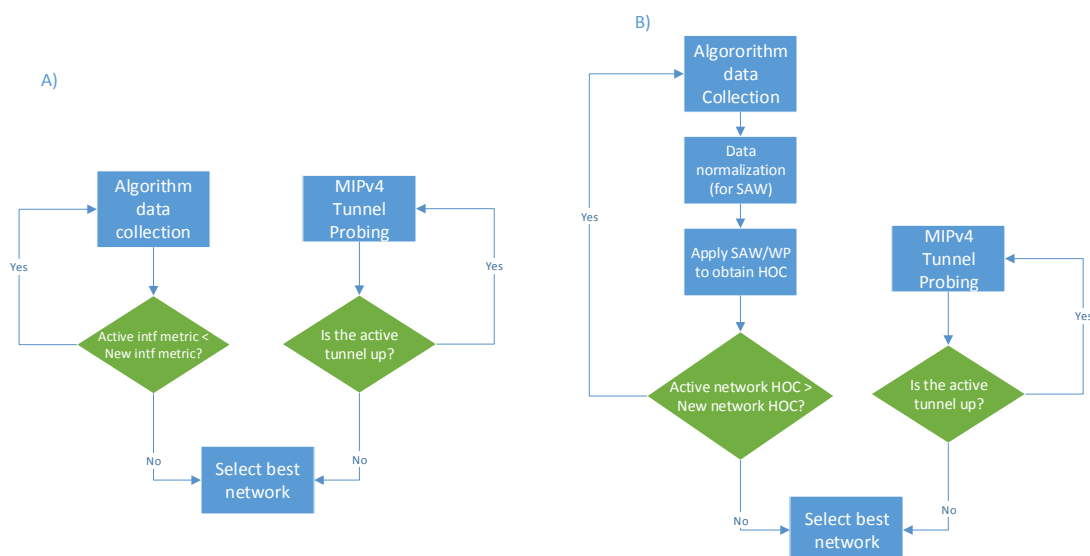 A)
Algorithm
data
collection
MIPv4
Tunnel
Probing
Yes
Yes
Active intf metric <
New intf metric?
Is the active
tunnel up?
No
No
Select best
network
B)
Algororithm
data
Collection
Data
normalization
(for SAW)
Yes
Apply SAW/WP
to obtain HOC
MIPv4
Tunnel
Probing
Yes
Active network HOC >
New network HOC?
Is the active
tunnel up?
No
No
Select best
network